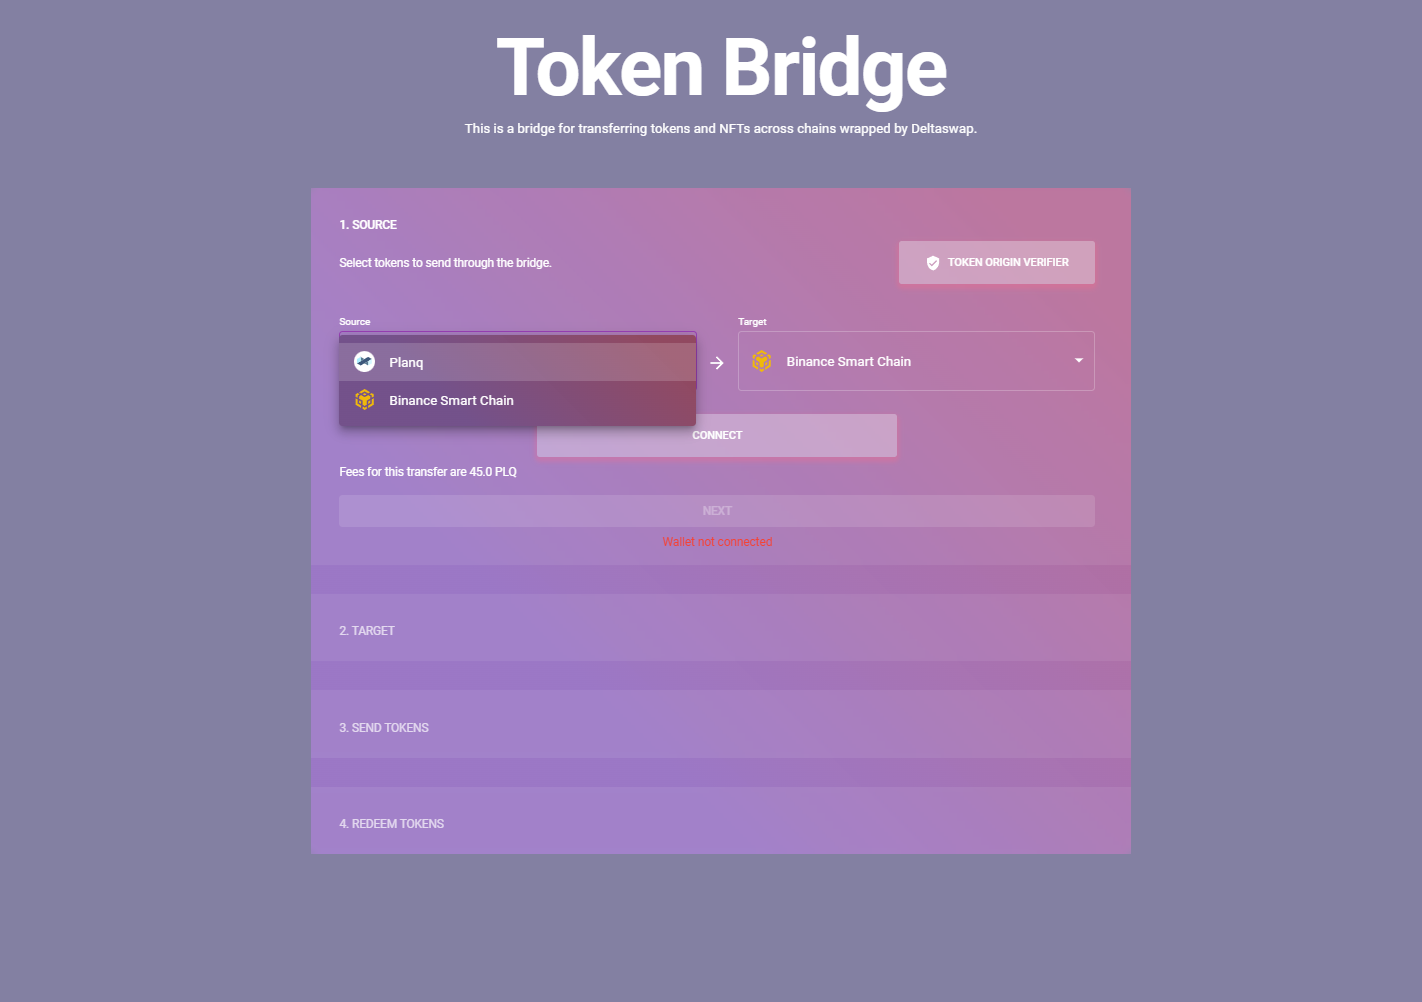 Token Bridge
This is a bridge for transferring tokens and NFTs across chains wrapped by Deltaswap.
1. SOURCE
Select tokens to send through the bridge.
TOKEN ORIGIN VERIFIER
Source
Target
Planq
Binance Smart Chain
Binance Smart Chain
CONNECT
Fees for this transfer are 45.0 PLQ
NEXT
Wallet not connected
2. TARGET
3. SEND TOKENS
4. REDEEM TOKENS